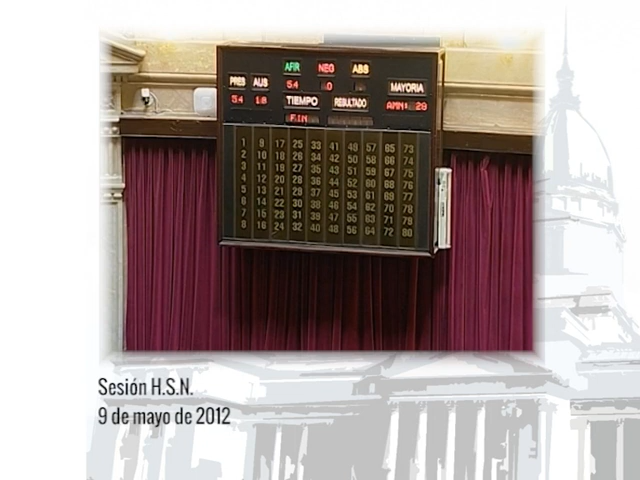 AFIR NEG ABS
PRES AUS 54 0 MAYORIA
54 18 TIEMPO RESULTADO AMN: 28
FIN
1 9 17 25 33 41 49 57 65 73
2 10 18 26 34 42 50 58 66 74
3 11 19 27 35 43 51 59 67 75
4 12 20 28 36 44 52 60 68 76
5 13 21 29 37 45 53 61 69 77
6 14 22 30 38 46 54 62 70 78
7 15 23 31 39 47 55 63 71 79
8 16 24 32 40 48 56 64 72 80
Sesión H.S.N.
9 de mayo de 2012